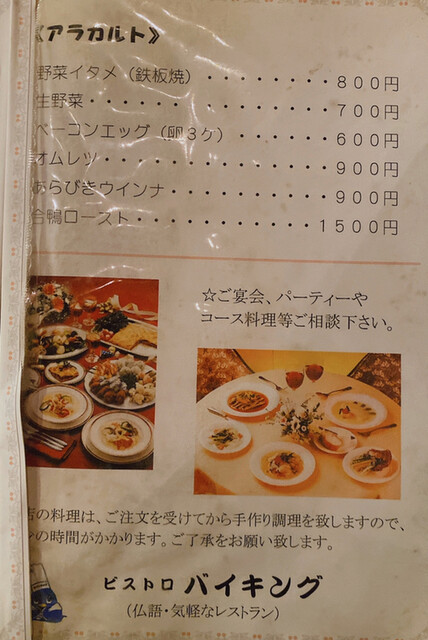 《アラカルト》
野菜イタメ（鉄板焼）・・・・・・・・８００円
生野菜・・・・・・・・・・・・・・・７００円
ベーコンエッグ（卵３ケ）・・・・・・６００円
オムレツ・・・・・・・・・・・・・・９００円
あらびきウインナ・・・・・・・・・・９００円
合鴨ロースト・・・・・・・・・・・１５００円
☆ご宴会、パーティーや
コース料理等ご相談下さい。
店の料理は、ご注文を受けてから手作り調理を致しますので、
の時間がかかります。ご了承をお願い致します。
ビストロ バイキング
（仏語・気軽なレストラン）